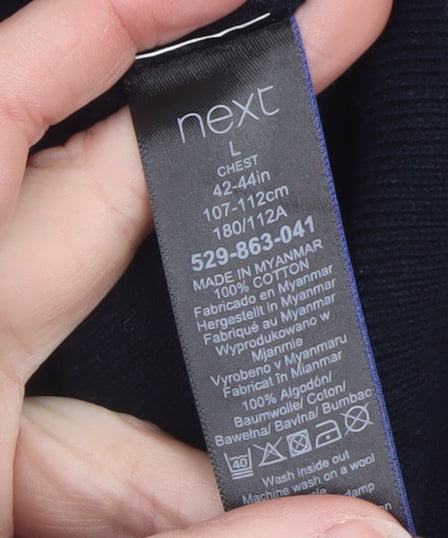 next
L
CHEST
42-44in
107-112cm
180/112A
529-863-041
MADE IN MYANMAR
100% COTTON
Fabricado en Myanmar
Hergestellt in Myanmar
Fabriqué au Myanmar
Wyprodukowano w
Mjanmie
Vyrobeno v Myanmaru
Fabricat în Mianmar
100% Algodón/
Baumwolle/ Coton/
Bawełna/ Bavlna/ Bumbac
40
Wash inside out
Machine wash on a wool
damp